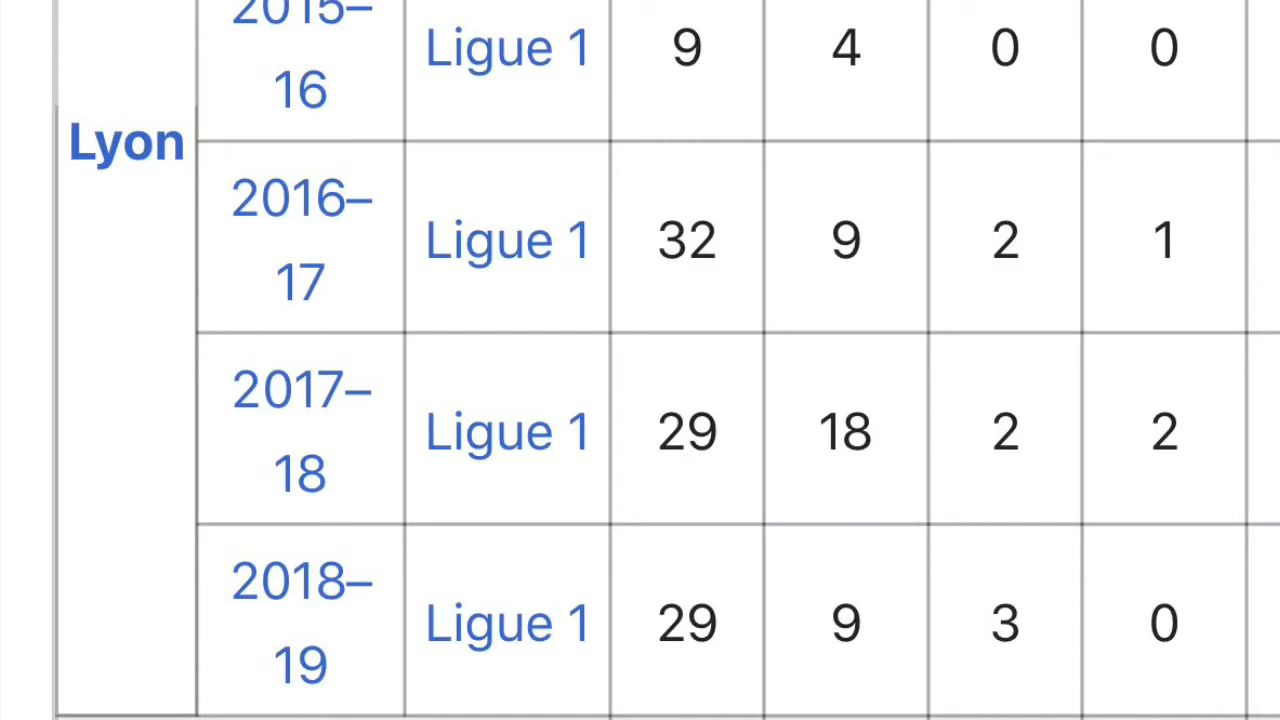 2015–
16
Ligue 1 9 4 0 0
Lyon
2016–
17
Ligue 1 32 9 2 1
2017–
18
Ligue 1 29 18 2 2
2018–
19
Ligue 1 29 9 3 0